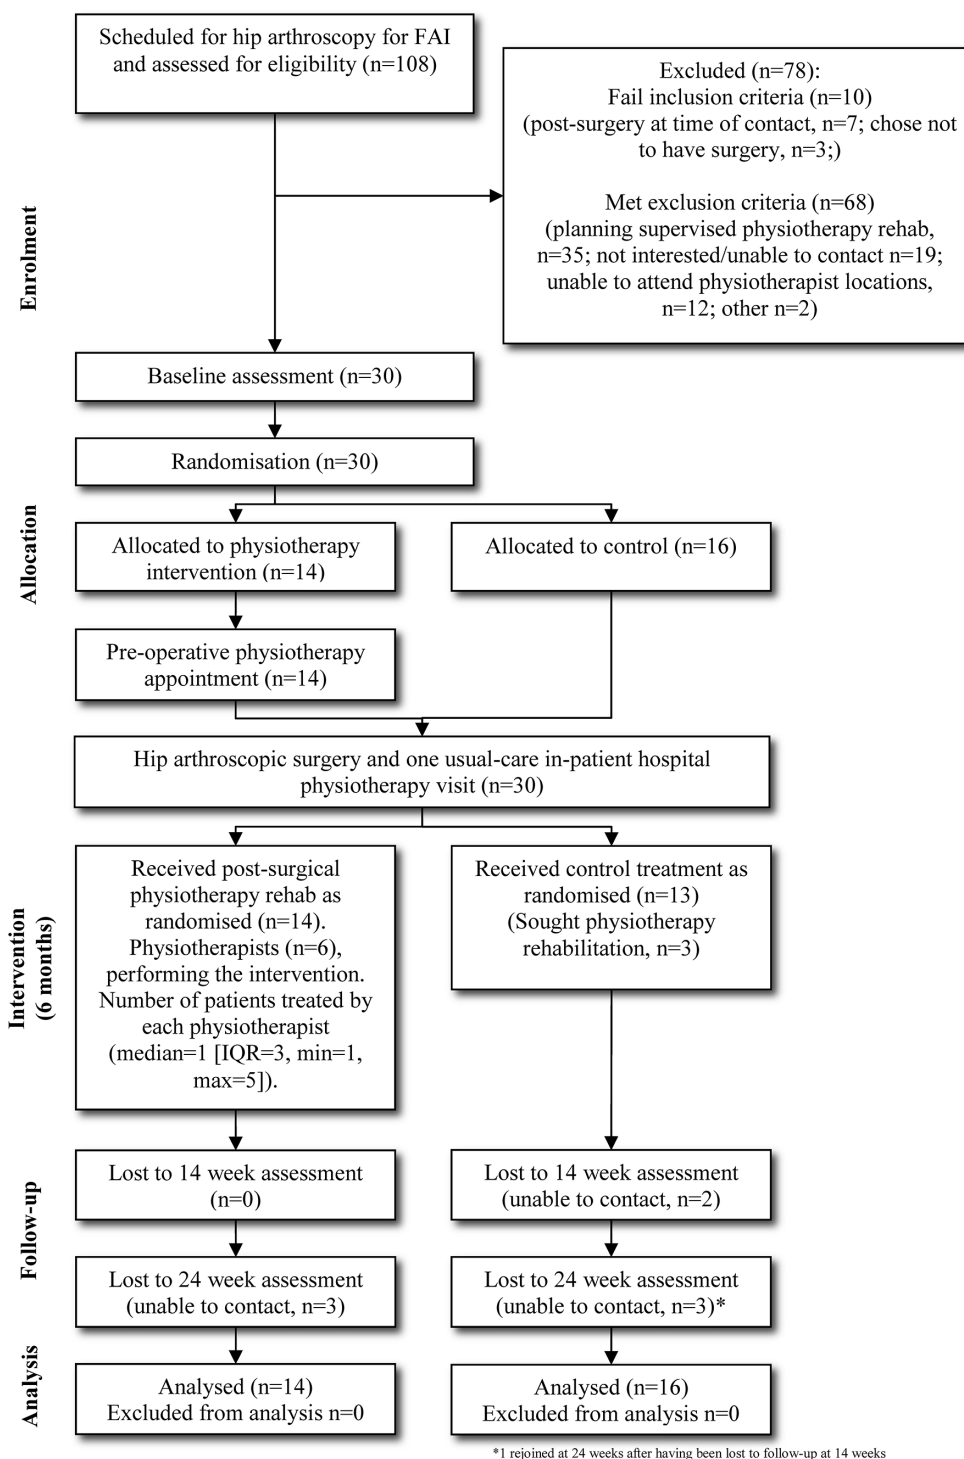 Scheduled for hip arthroscopy for FAI
and assessed for eligibility (n=108)
Excluded (n=78):
Fail inclusion criteria (n=10)
(post-surgery at time of contact, n=7; chose not
to have surgery, n=3;)
Met exclusion criteria (n=68)
(planning supervised physiotherapy rehab,
n=35; not interested/unable to contact n=19;
unable to attend physiotherapist locations,
n=12; other n=2)
Enrolment
Baseline assessment (n=30)
Randomisation (n=30)
Allocation
Allocated to physiotherapy
intervention (n=14)
Allocated to control (n=16)
Pre-operative physiotherapy
appointment (n=14)
Hip arthroscopic surgery and one usual-care in-patient hospital
physiotherapy visit (n=30)
Intervention
(6 months)
Received post-surgical
physiotherapy rehab as
randomised (n=14).
Physiotherapists (n=6),
performing the intervention.
Number of patients treated by
each physiotherapist
(median=1 [IQR=3, min=1,
max=5]).
Received control treatment as
randomised (n=13)
(Sought physiotherapy
rehabilitation, n=3)
Follow-up
Lost to 14 week assessment
(n=0)
Lost to 14 week assessment
(unable to contact, n=2)
Lost to 24 week assessment
(unable to contact, n=3)
Lost to 24 week assessment
(unable to contact, n=3)*
Analysis
Analysed (n=14)
Excluded from analysis n=0
Analysed (n=16)
Excluded from analysis n=0
*1 rejoined at 24 weeks after having been lost to follow-up at 14 weeks